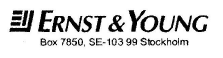 ERNST & YOUNG
Box 7850, SE-103 99 Stockholm